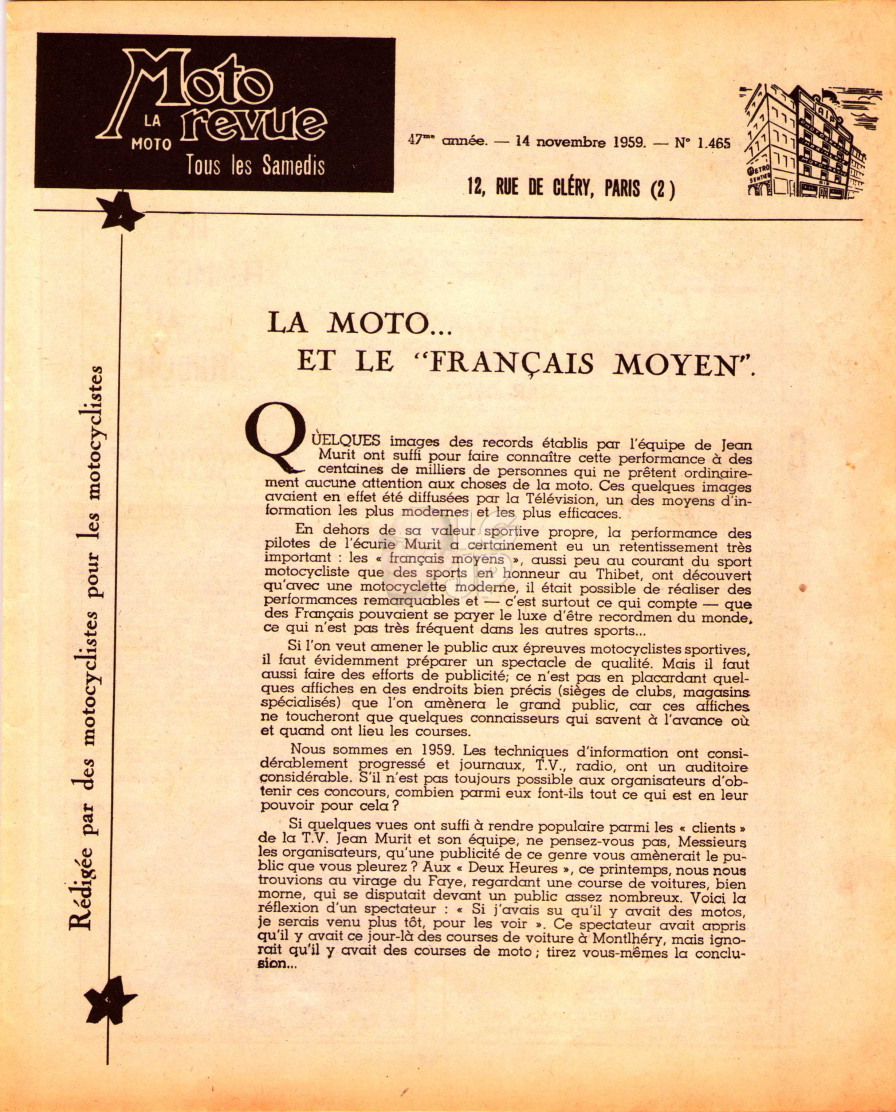 Moto
LA
MOTO
revue
Tous les Samedis
47me année. — 14 novembre 1959. — N° 1.465
12, RUE DE CLÉRY, PARIS (2)
METRO
SENTIER
Rédigée par des motocyclistes pour les motocyclistes
LA MOTO...
ET LE “FRANÇAIS MOYEN”.
QUELQUES images des records établis par l'équipe de Jean
Murit ont suffi pour faire connaître cette performance à des
centaines de milliers de personnes qui ne prêtent ordinaire-
ment aucune attention aux choses de la moto. Ces quelques images
avaient en effet été diffusées par la Télévision, un des moyens d'in-
formation les plus modernes et les plus efficaces.
En dehors de sa valeur sportive propre, la performance des
pilotes de l'écurie Murit a certainement eu un retentissement très
important : les « français moyens », aussi peu au courant du sport
motocycliste que des sports en honneur au Thibet, ont découvert
qu'avec une motocyclette moderne, il était possible de réaliser des
performances remarquables et — c'est surtout ce qui compte — que
des Français pouvaient se payer le luxe d'être recordmen du monde,
ce qui n'est pas très fréquent dans les autres sports...
Si l'on veut amener le public aux épreuves motocyclistes sportives,
il faut évidemment préparer un spectacle de qualité. Mais il faut
aussi faire des efforts de publicité; ce n'est pas en placardant quel-
ques affiches en des endroits bien précis (sièges de clubs, magasins
spécialisés) que l'on amènera le grand public, car ces affiches
ne toucheront que quelques connaisseurs qui savent à l'avance où
et quand ont lieu les courses.
Nous sommes en 1959. Les techniques d'information ont consi-
dérablement progressé et journaux, T.V., radio, ont un auditoire
considérable. S'il n'est pas toujours possible aux organisateurs d'ob-
tenir ces concours, combien parmi eux font-ils tout ce qui est en leur
pouvoir pour cela ?
Si quelques vues ont suffi à rendre populaire parmi les « clients »
de la T.V. Jean Murit et son équipe, ne pensez-vous pas, Messieurs
les organisateurs, qu'une publicité de ce genre vous amènerait le pu-
blic que vous pleurez ? Aux « Deux Heures », ce printemps, nous nous
trouvions au virage du Faye, regardant une course de voitures, bien
morne, qui se disputait devant un public assez nombreux. Voici la
réflexion d'un spectateur : « Si j'avais su qu'il y avait des motos,
je serais venu plus tôt, pour les voir ». Ce spectateur avait appris
qu'il y avait ce jour-là des courses de voiture à Montlhéry, mais igno-
rait qu'il y avait des courses de moto ; tirez vous-mêmes la conclu-
sion...